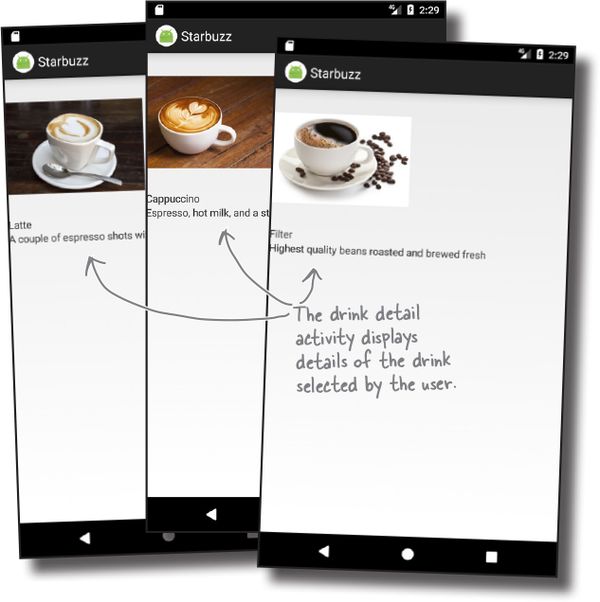 2:29
Starbuzz
Latte
A couple of espresso shots
2:29
Starbuzz
Cappuccino
Espresso, hot milk, and a
2:29
Starbuzz
Filter
Highest quality beans roasted and brewed fresh
The drink detail
activity displays
details of the drink
selected by the user.